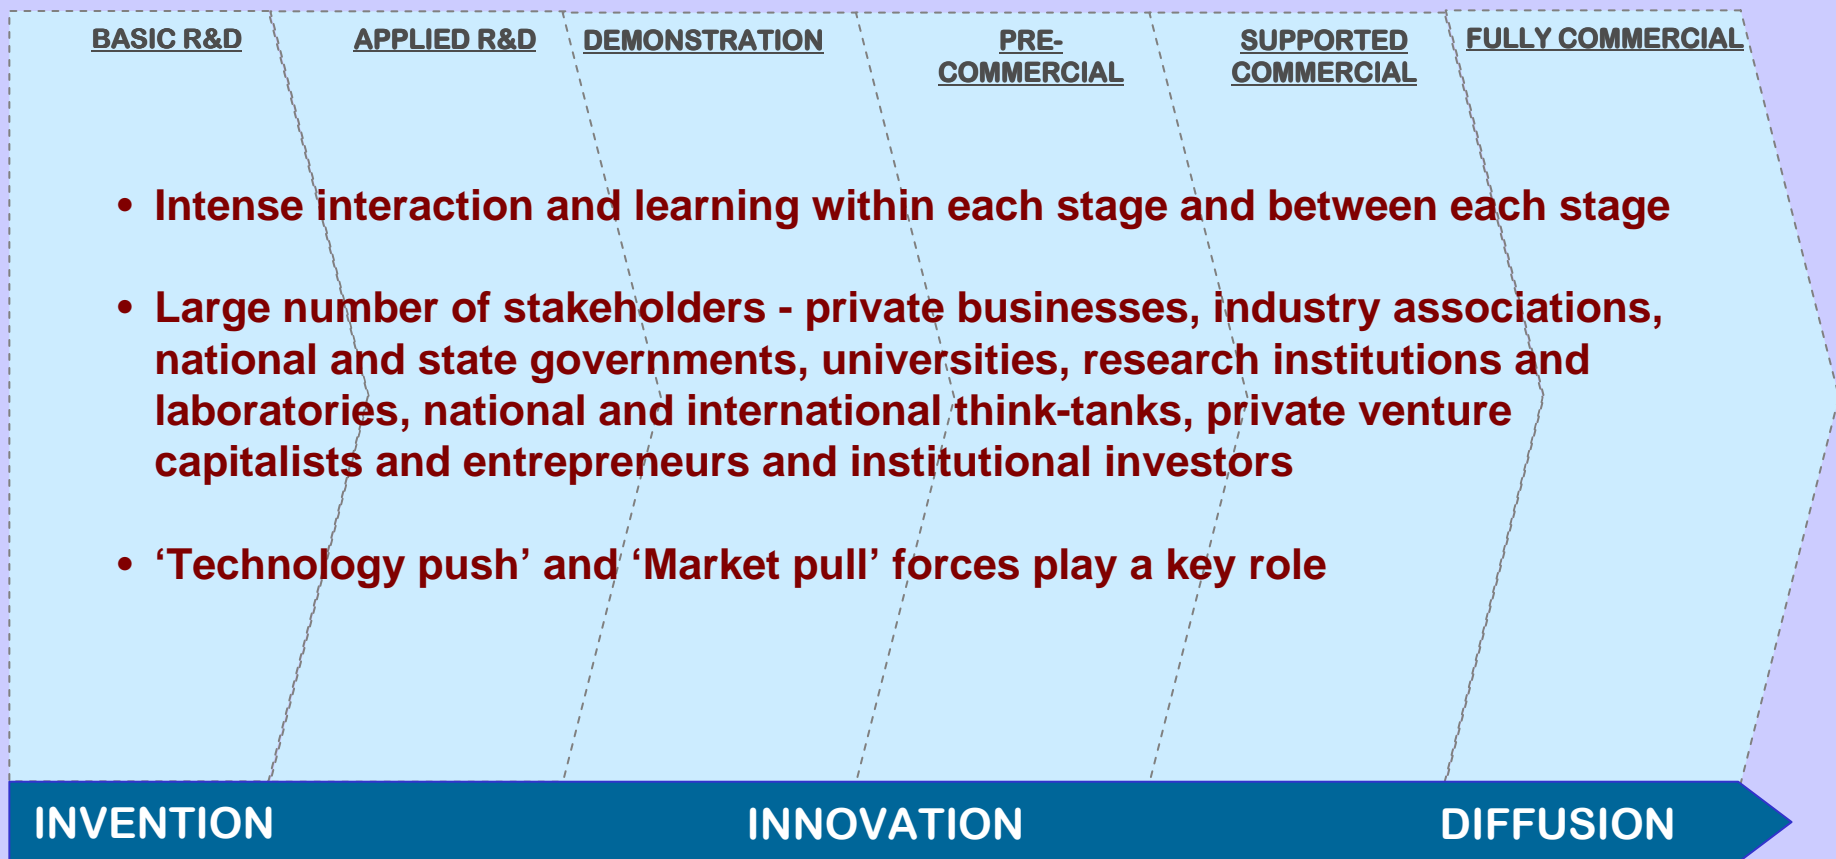 BASIC R&D
APPLIED R&D
DEMONSTRATION
PRE-
COMMERCIAL
SUPPORTED
COMMERCIAL
FULLY COMMERCIAL
• Intense interaction and learning within each stage and between each stage
• Large number of stakeholders - private businesses, industry associations,
national and state governments, universities, research institutions and
laboratories, national and international think-tanks, private venture
capitalists and entrepreneurs and institutional investors
• ‘Technology push’ and ‘Market pull’ forces play a key role
INVENTION
INNOVATION
DIFFUSION